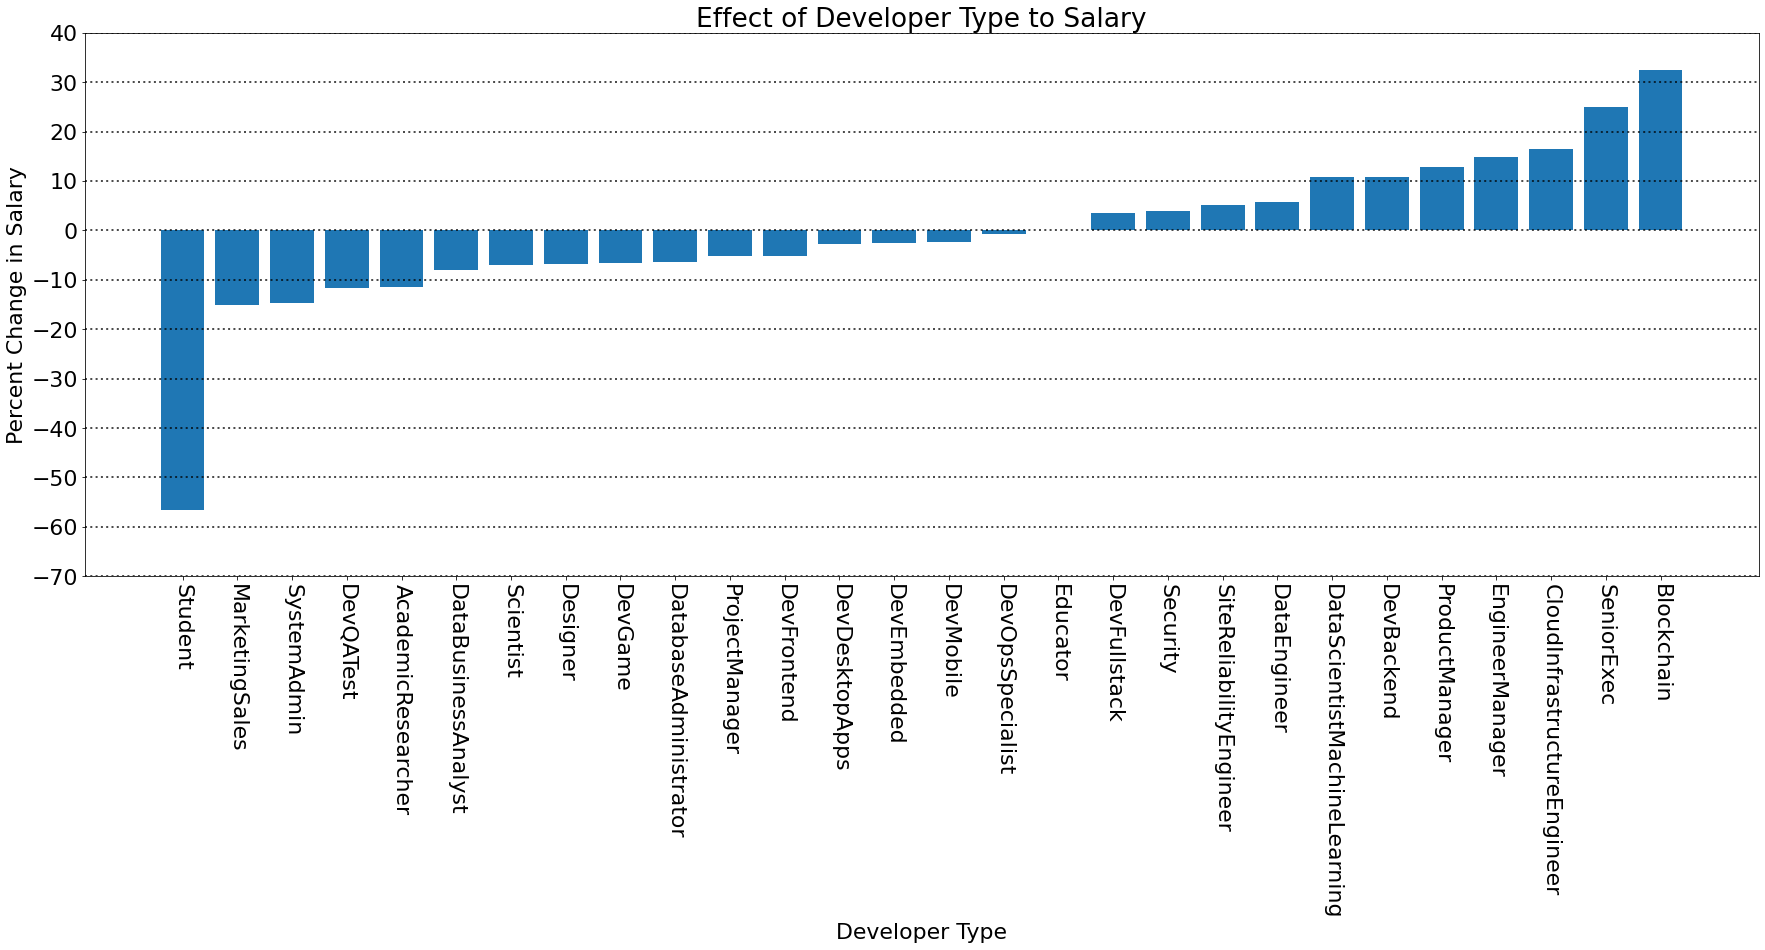 Effect of Developer Type to Salary
Percent Change in Salary
40
30
20
10
0
−10
−20
−30
−40
−50
−60
−70
Student
MarketingSales
SystemAdmin
DevQATest
AcademicResearcher
DataBusinessAnalyst
Scientist
Designer
DevGame
DatabaseAdministrator
ProjectManager
DevFrontend
DevDesktopApps
DevEmbedded
DevMobile
DevOpsSpecialist
Educator
DevFullstack
Security
SiteReliabilityEngineer
DataEngineer
DataScientistMachineLearning
DevBackend
ProductManager
EngineerManager
CloudInfrastructureEngineer
SeniorExec
Blockchain
Developer Type